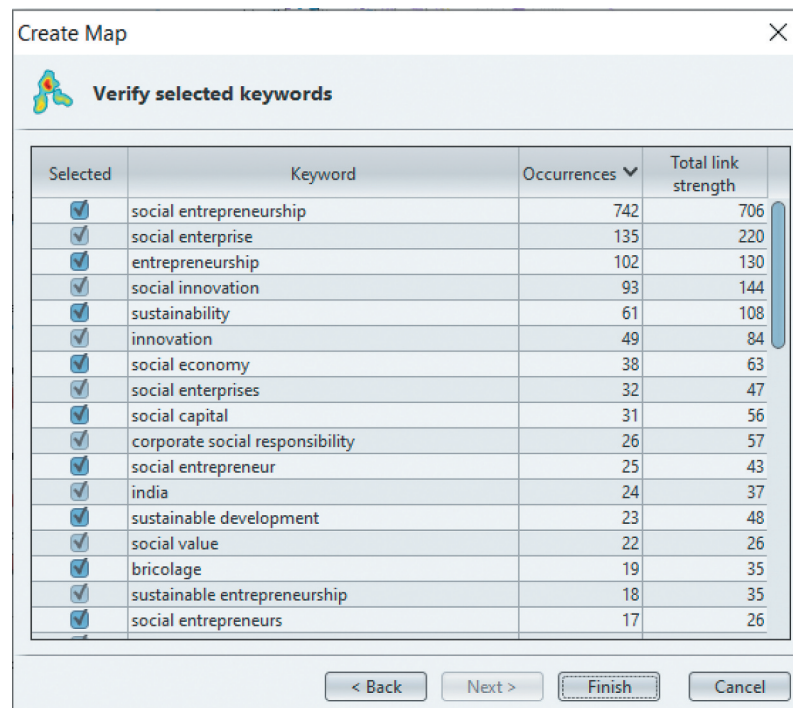 Create Map
Verify selected keywords
Selected Keyword Occurrences Total link strength
social entrepreneurship 742 706
social enterprise 135 220
entrepreneurship 102 130
social innovation 93 144
sustainability 61 108
innovation 49 84
social economy 38 63
social enterprises 32 47
social capital 31 56
corporate social responsibility 26 57
social entrepreneur 25 43
india 24 37
sustainable development 23 48
social value 22 26
bricolage 19 35
sustainable entrepreneurship 18 35
social entrepreneurs 17 26
< Back Next > Finish Cancel